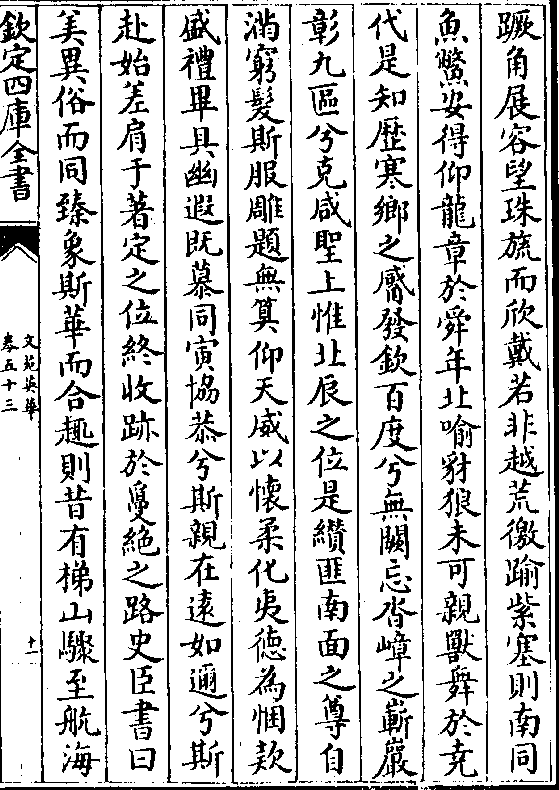 蹶角展容望珠旒而欣戴若非越荒徼踰紫塞則南同
魚鱉安得仰龍章於舜年北喻豺狼未可親獸舞於堯
代是知歷寒鄉之觱發欽百度兮無闕忘沓嶂之嶄巖
彰九區兮克咸聖上惟北辰之位是纘匪南面之尊自
滿窮髮斯服雕題無筭仰天威以懷柔化夷德為悃欵
盛禮畢具幽遐既慕同寅協恭兮斯親在遠如邇兮斯
赴始差肩于著定之位終收跡於敻絶之路史臣書曰
美異俗而同臻象斯華而合趣則昔有梯山驟至航海
欽定四庫全書
文苑英華
卷五十三
十一